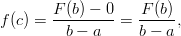 f(c) = \frac{F(b) - 0}{b - a} = \frac{F(b)}{b - a},